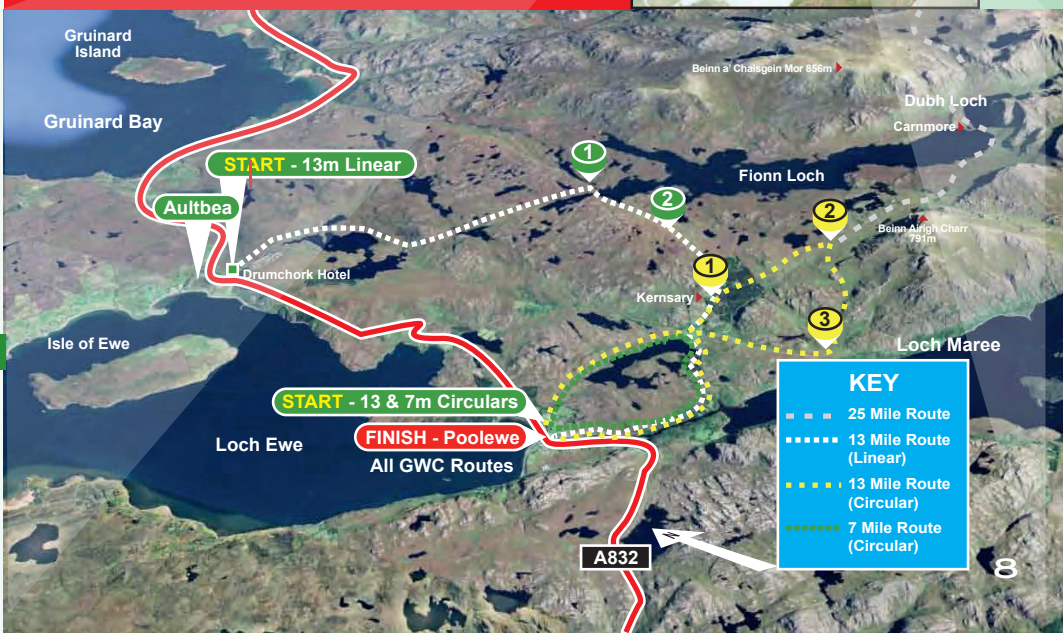 Gruinard
Island
Beinn a' Chaisgein Mor 856m
Dubh Loch
Gruinard Bay
Carnmore
START - 13m Linear
1
Fionn Loch
Aultbea
2
2
Beinn Airigh Charr
791m
Drumchork Hotel
1
Kernsary
3
Isle of Ewe
Loch Maree
KEY
25 Mile Route
13 Mile Route
(Linear)
13 Mile Route
(Circular)
7 Mile Route
(Circular)
START - 13 & 7m Circulars
FINISH - Poolewe
All GWC Routes
Loch Ewe
A832
N
8